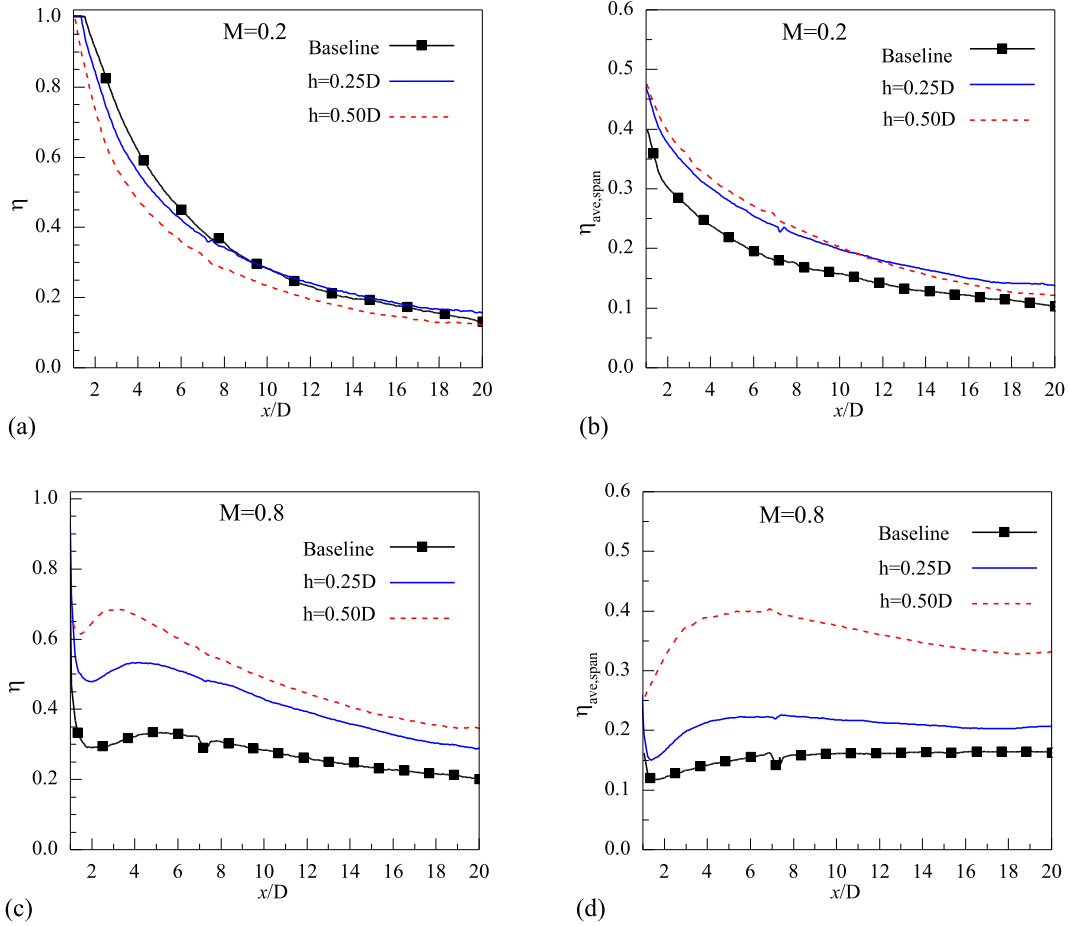 M=0.2
Baseline
h=0.25D
h=0.50D
η
1.0
0.8
0.6
0.4
0.2
0.0
2 4 6 8 10 12 14 16 18 20
x/D
(a)
M=0.2
Baseline
h=0.25D
h=0.50D
ηave,span
0.6
0.5
0.4
0.3
0.2
0.1
0.0
2 4 6 8 10 12 14 16 18 20
x/D
(b)
M=0.8
Baseline
h=0.25D
h=0.50D
η
1.0
0.8
0.6
0.4
0.2
0.0
2 4 6 8 10 12 14 16 18 20
x/D
(c)
M=0.8
Baseline
h=0.25D
h=0.50D
ηave,span
0.6
0.5
0.4
0.3
0.2
0.1
0.0
2 4 6 8 10 12 14 16 18 20
x/D
(d)